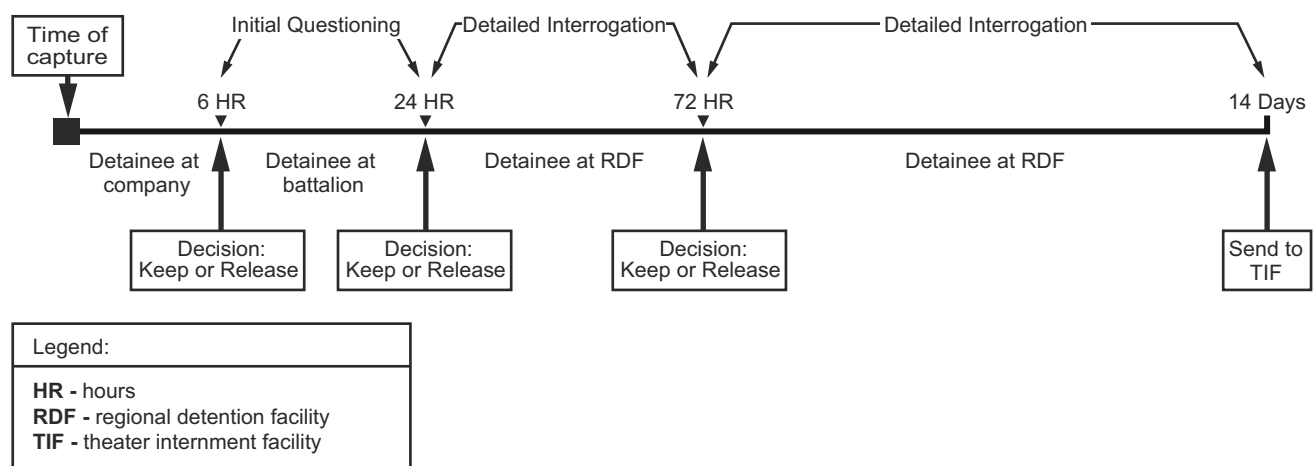 Time of
capture
Initial Questioning
Detailed Interrogation
Detailed Interrogation
6 HR
24 HR
72 HR
14 Days
Detainee at
company
Detainee at
battalion
Detainee at RDF
Detainee at RDF
Decision:
Keep or Release
Decision:
Keep or Release
Decision:
Keep or Release
Send to
TIF
Legend:
HR - hours
RDF - regional detention facility
TIF - theater internment facility